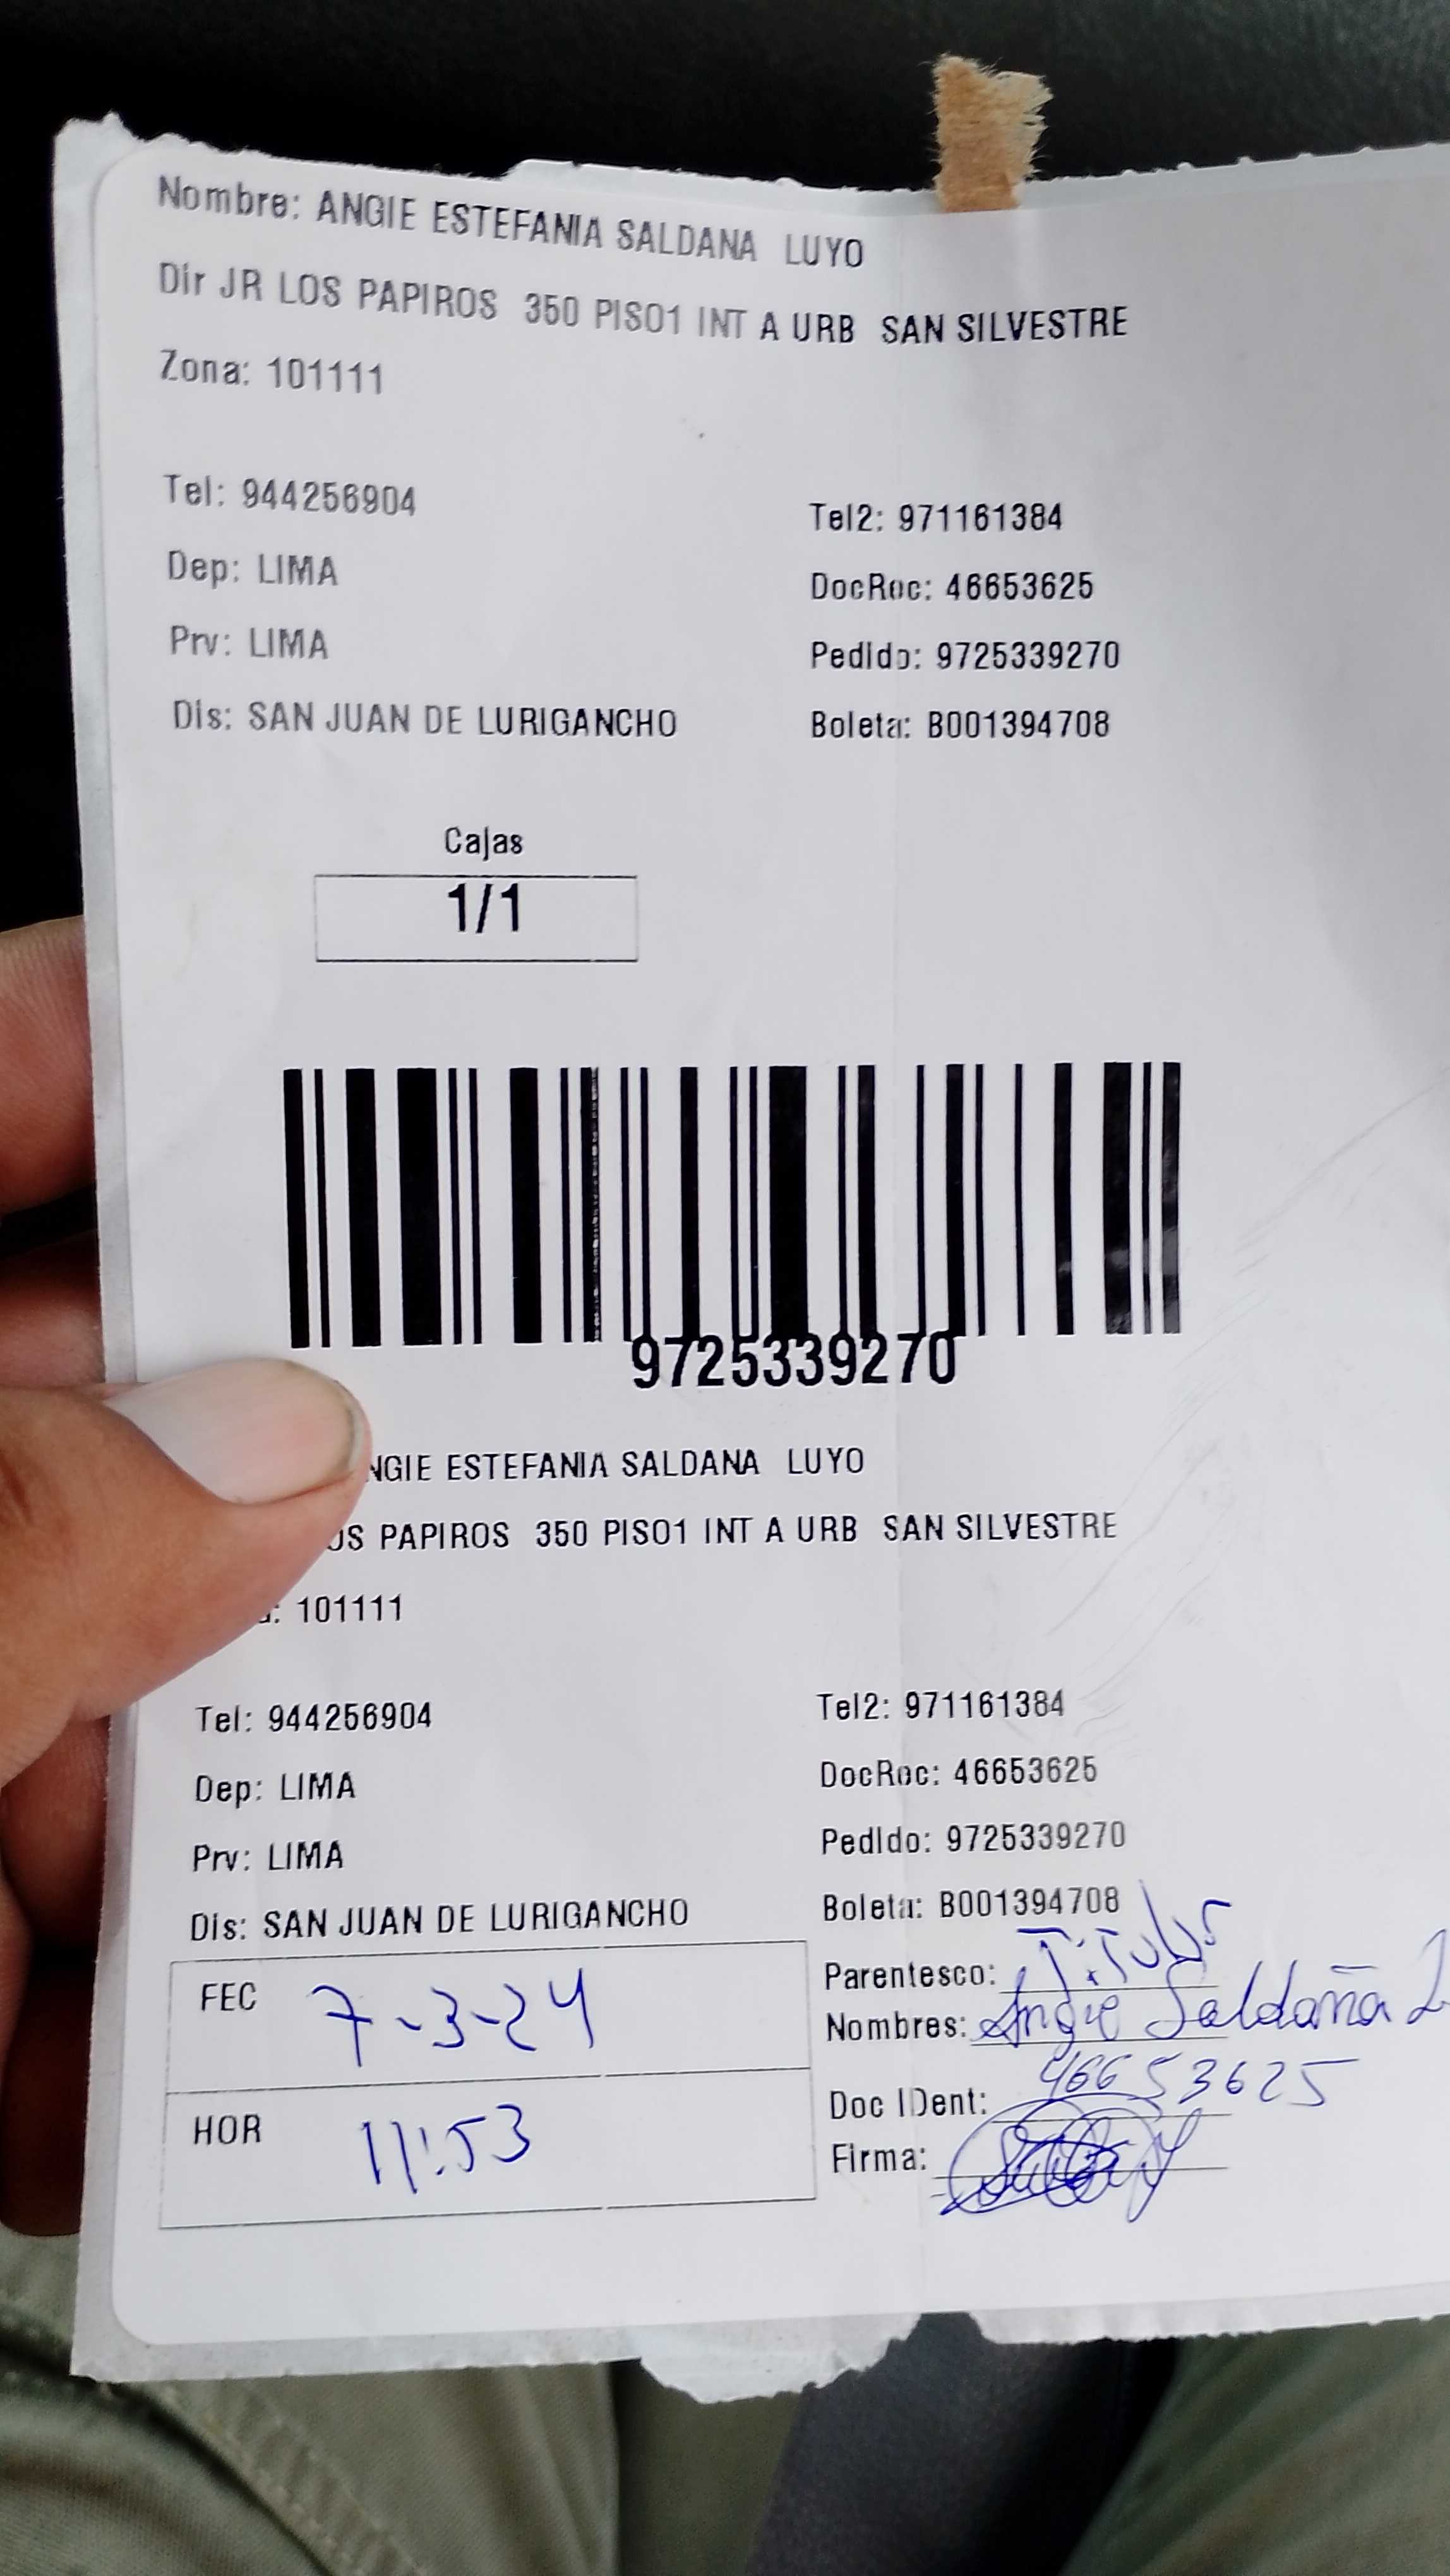 Nombre: ANGIE ESTEFANIA SALDANA LUYO
Dir JR LOS PAPIROS 350 PISO1 INT A URB SAN SILVESTRE
Zona: 101111
Tel: 944256904 Tel2: 971161384
Dep: LIMA DocRec: 46653625
Prv: LIMA Pedido: 9725339270
Dis: SAN JUAN DE LURIGANCHO Boleta: B001394708
Cajas
1/1
9725339270
NGIE ESTEFANIA SALDANA LUYO
OS PAPIROS 350 PISO1 INT A URB SAN SILVESTRE
a: 101111
Tel: 944256904 Tel2: 971161384
Dep: LIMA DocRec: 46653625
Prv: LIMA Pedido: 9725339270
Dis: SAN JUAN DE LURIGANCHO Boleta: B001394708
FEC 7-3-24 Parentesco: Titular
Nombres: Angie Saldaña L
HOR 11:53 Doc IDent: 46653625
Firma: